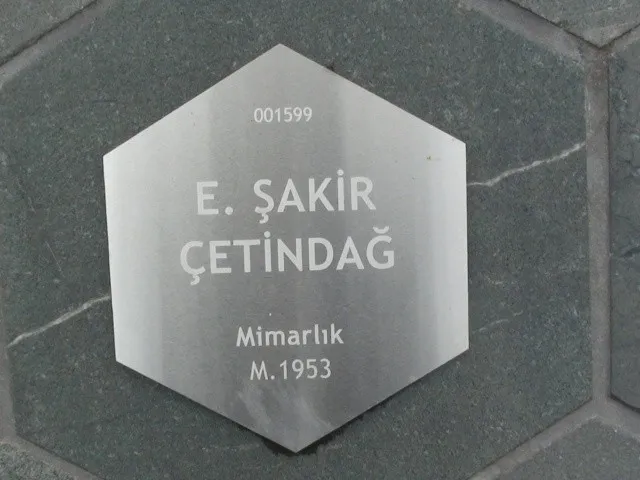 001599
E. ŞAKİR
ÇETİNDAĞ
Mimarlık
M.1953